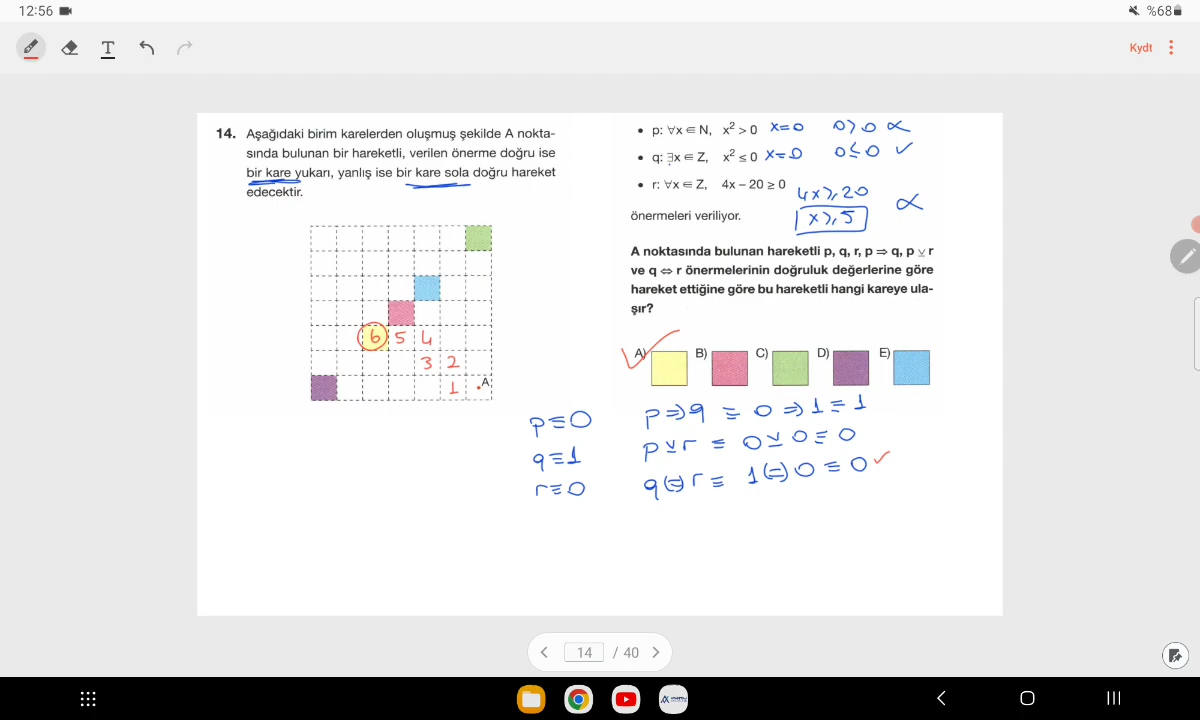 12:56
%68
T
Kydt
14. Aşağıdaki birim karelerden oluşmuş şekilde A nokta-
sında bulunan bir hareketli, verilen önerme doğru ise
bir kare yukarı, yanlış ise bir kare sola doğru hareket
edecektir.
6 5 4
3 2
1 A
• p: ∀x ∈ N, x² > 0 x=0 0>0 ∝
• q: ∃x ∈ Z, x² ≤ 0 x=0 0≤0 ✓
• r: ∀x ∈ Z, 4x – 20 ≥ 0
4x≥20
x≥5 ∝
önermeleri veriliyor.
A noktasında bulunan hareketli p, q, r, p ⇒ q, p ⊻ r
ve q ⇔ r önermelerinin doğruluk değerlerine göre
hareket ettiğine göre bu hareketli hangi kareye ula-
şır?
A) B) C) D) E)
p≡0
q≡1
r≡0
p⇒q ≡ 0⇒1≡1
p⊻r ≡ 0⊻0≡0
q⇔r≡ 1⇔0≡0 ✓
14 / 40